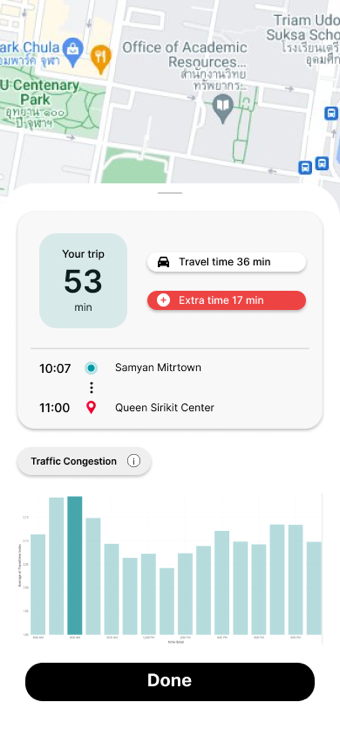 Triam Udo
Suksa Scho
โรงเรียนเตรี
อุดมศึก
ark Chula
อมพาร์ค จุฬา
Office of Academic
Resources...
สำนักงานวิทย
ทรัพยากร...
U Centenary
Park
อุทยาน ๑๐๐
ปี จุฬาฯ
Your trip
53
min
Travel time 36 min
Extra time 17 min
10:07 Samyan Mitrtown
11:00 Queen Sirikit Center
Traffic Congestion
Done